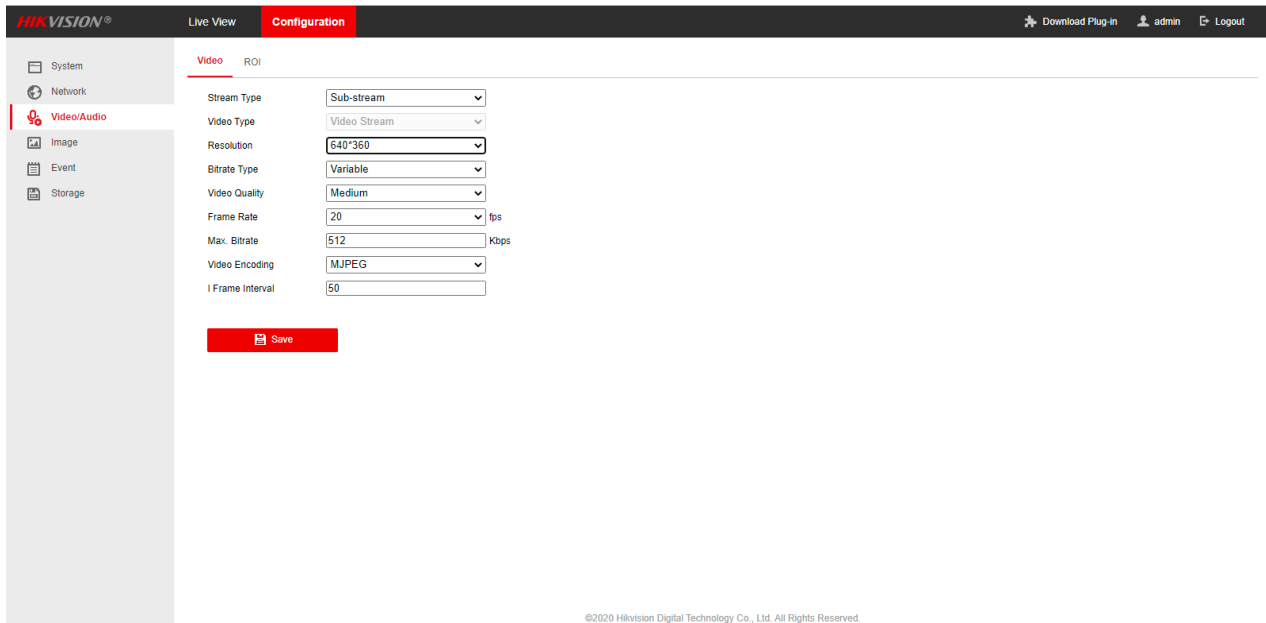 HIKVISION® Live View Configuration Download Plug-in admin Logout
System
Network
Video/Audio
Image
Event
Storage
Video ROI
Stream Type Sub-stream
Video Type Video Stream
Resolution 640*360
Bitrate Type Variable
Video Quality Medium
Frame Rate 20 fps
Max. Bitrate 512 Kbps
Video Encoding MJPEG
I Frame Interval 50
Save
©2020 Hikvision Digital Technology Co., Ltd. All Rights Reserved.